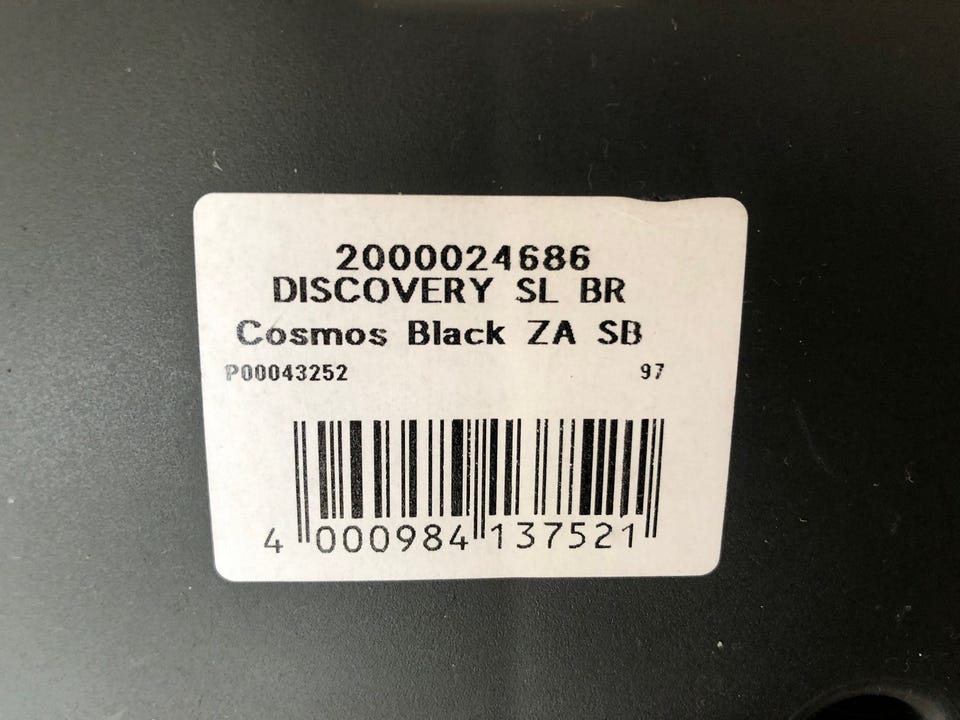 2000024686
DISCOVERY SL BR
Cosmos Black ZA SB
P00043252 97
4 000984 137521